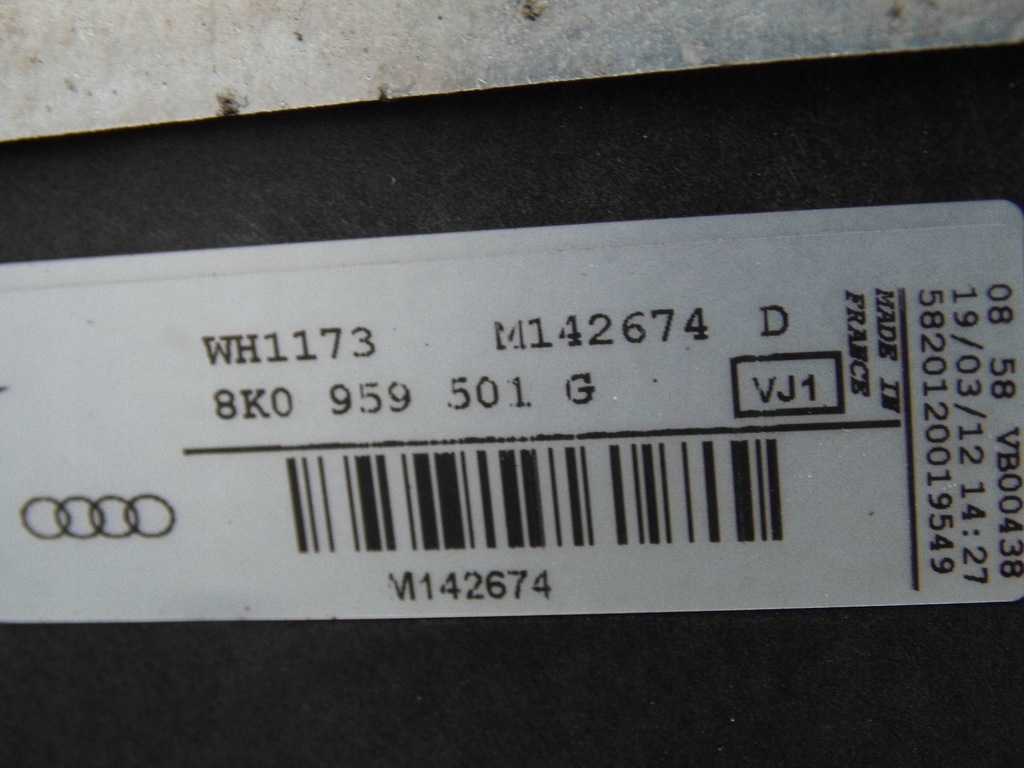 WH1173 M142674 D
8K0 959 501 G VJ1
M142674
MADE IN
FRANCE
08 58 VB00438
19/03/12 14:27
5820120019549